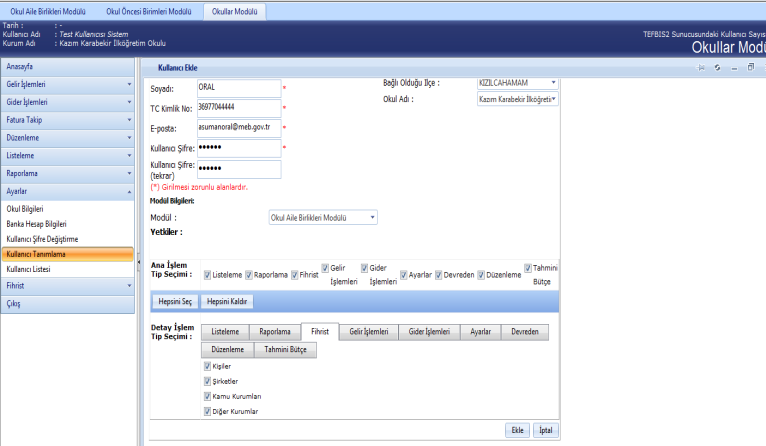 Okul Aile Birlikleri Modülü Okul Öncesi Birimleri Modülü Okullar Modülü
Tarih : : -
Kullanıcı Adı : Test Kullanıcısı Sistem
TEFBIS2 Sunucusundaki Kullanıcı Sayıs
Kurum Adı : Kazım Karabekir İlköğretim Okulu
Okullar Modü
Anasayfa
Gelir İşlemleri
Gider İşlemleri
Fatura Takip
Düzenleme
Listeleme
Raporlama
Ayarlar
Okul Bilgileri
Banka Hesap Bilgileri
Kullanıcı Şifre Değiştirme
Kullanıcı Tanımlama
Kullanıcı Listesi
Fihrist
Çıkış
Kullanıcı Ekle
Soyadı: ORAL *
Bağlı Olduğu İlçe : KIZILCAHAMAM
TC Kimlik No: 36977044444 *
Okul Adı : Kazım Karabekir İlköğretin
E-posta: asumanoral@meb.gov.tr *
Kullanıcı Şifre: •••••• *
Kullanıcı Şifre: ••••••
(tekrar)
(*) Girilmesi zorunlu alanlardır.
Modül Bilgileri:
Modül : Okul Aile Birlikleri Modülü
Yetkiler :
Ana İşlem
Tip Seçimi :
Listeleme Raporlama Fihrist Gelir İşlemleri Gider İşlemleri Ayarlar Devreden Düzenleme Tahmini Bütçe
Hepsini Seç Hepsini Kaldır
Detay İşlem
Tip Seçimi :
Listeleme Raporlama Fihrist Gelir İşlemleri Gider İşlemleri Ayarlar Devreden
Düzenleme Tahmini Bütçe
Kişiler
Şirketler
Kamu Kurumları
Diğer Kurumlar
Ekle İptal